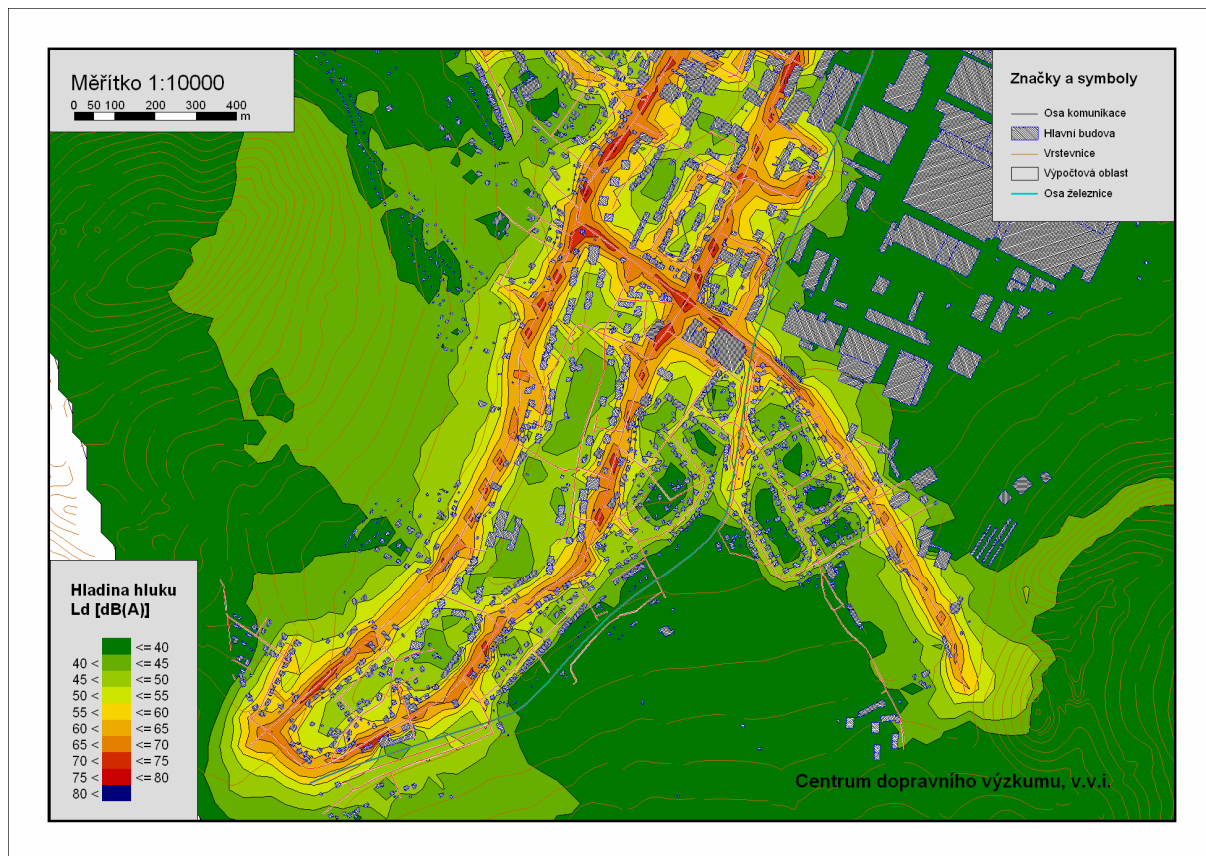 Měřítko 1:10000
0 50 100 200 300 400
m
Značky a symboly
Osa komunikace
Hlavní budova
Vrstevnice
Výpočtová oblast
Osa železnice
Hladina hluku
Ld [dB(A)]
<= 40
40 < <= 45
45 < <= 50
50 < <= 55
55 < <= 60
60 < <= 65
65 < <= 70
70 < <= 75
75 < <= 80
80 <
Centrum dopravního výzkumu, v.v.i.